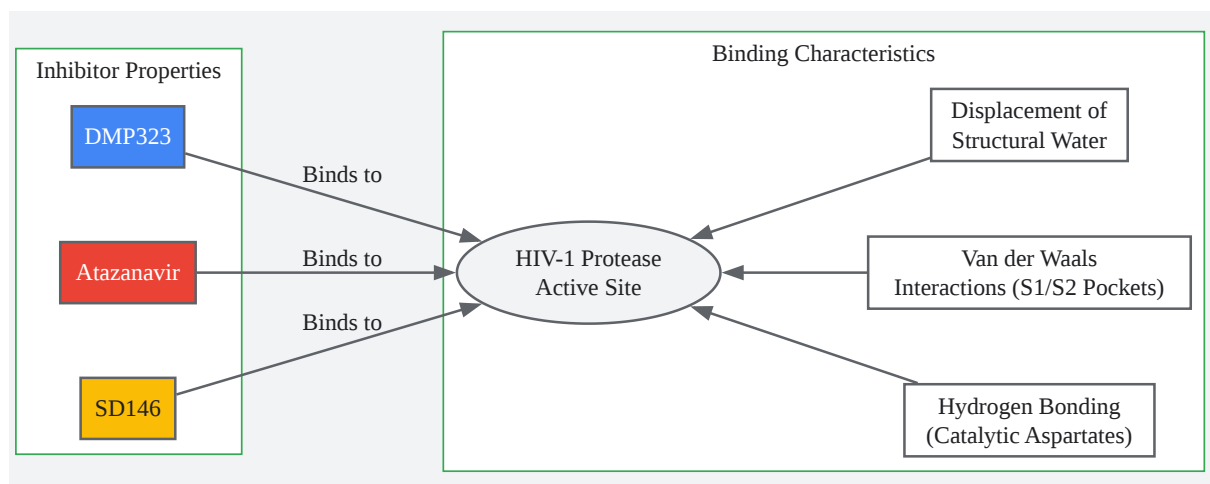 Inhibitor Properties
DMP323
Atazanavir
SD146
Binds to
Binds to
Binds to
Binding Characteristics
HIV-1 Protease
Active Site
Displacement of
Structural Water
Van der Waals
Interactions (S1/S2 Pockets)
Hydrogen Bonding
(Catalytic Aspartates)